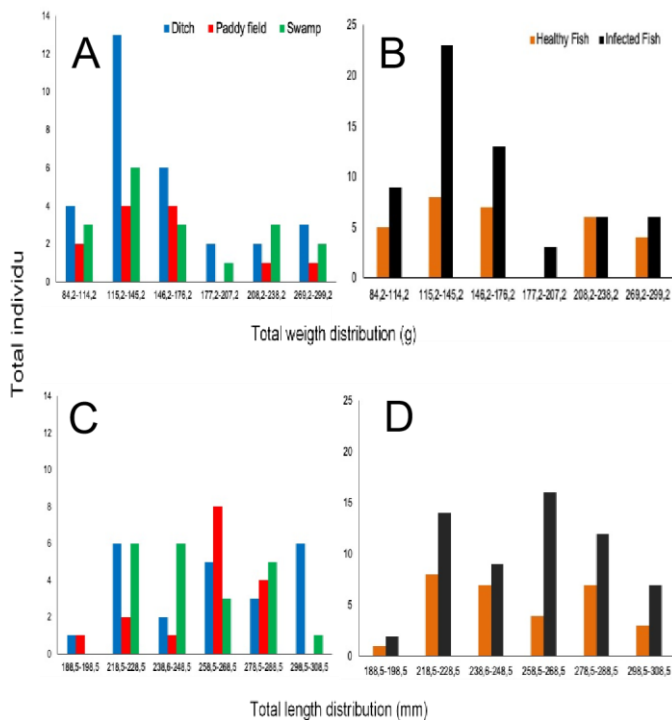 14
12
10
8
6
4
2
0
A
Ditch Paddy field Swamp
84,2-114,2 115,2-145,2 146,2-176,2 177,2-207,2 208,2-238,2 269,2-299,2
25
20
15
10
5
0
B
Healthy Fish Infected Fish
84,2-114,2 115,2-145,2 146,2-176,2 177,2-207,2 208,2-238,2 269,2-299,2
Total individu
Total weigth distribution (g)
14
12
10
8
6
4
2
0
C
188,5-198,5 218,5-228,5 238,6-248,5 258,5-268,5 278,5-288,5 298,5-308,5
25
20
15
10
5
0
D
188,5-198,5 218,5-228,5 238,6-248,5 258,5-268,5 278,5-288,5 298,5-308,5
Total length distribution (mm)